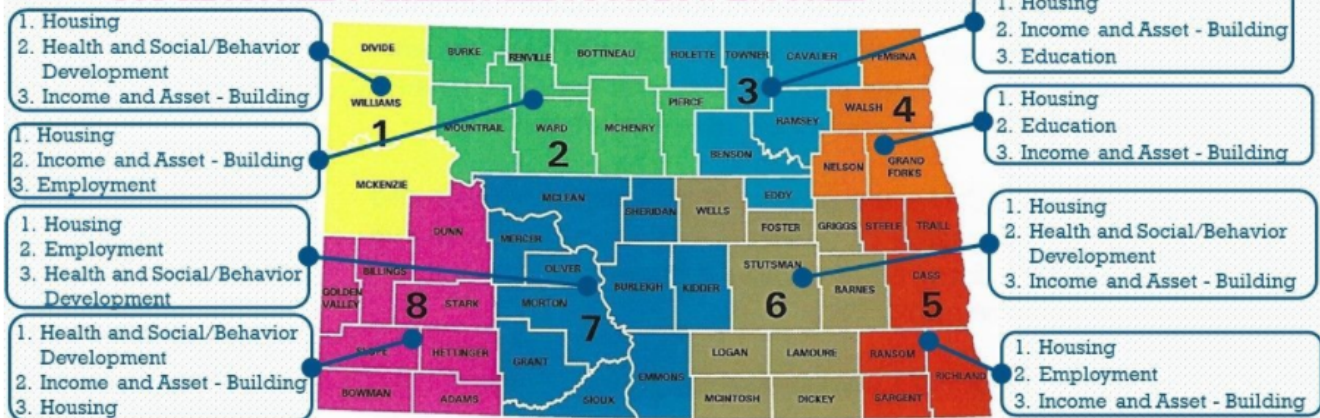 1. Housing
2. Health and Social/Behavior
Development
3. Income and Asset - Building
1. Housing
2. Income and Asset - Building
3. Employment
1. Housing
2. Employment
3. Health and Social/Behavior
Development
1. Health and Social/Behavior
Development
2. Income and Asset - Building
3. Housing
1. Housing
2. Income and Asset - Building
3. Education
1. Housing
2. Education
3. Income and Asset - Building
1. Housing
2. Health and Social/Behavior
Development
3. Income and Asset - Building
1. Housing
2. Employment
3. Income and Asset - Building
DIVIDE
WILLIAMS
1
MCKENZIE
BURKE
RENVILLE
BOTTINEAU
MOUNTRAIL
WARD
2
MCHENRY
PIERCE
ROLETTE
TOWNER
CAVALIER
3
RAMSEY
BENSON
EDDY
PEMBINA
WALSH
4
NELSON
GRAND
FORKS
STEELE
TRAILL
CASS
5
RANSOM
RICHLAND
SARGENT
WELLS
FOSTER
GRIGGS
STUTSMAN
6
BARNES
LOGAN
LAMOURE
MCINTOSH
DICKEY
MCLEAN
SHERIDAN
MERCER
OLIVER
BURLEIGH
KIDDER
MORTON
7
GRANT
SIOUX
EMMONS
DUNN
BILLINGS
GOLDEN
VALLEY
8
STARK
SLOPE
HETTINGER
BOWMAN
ADAMS